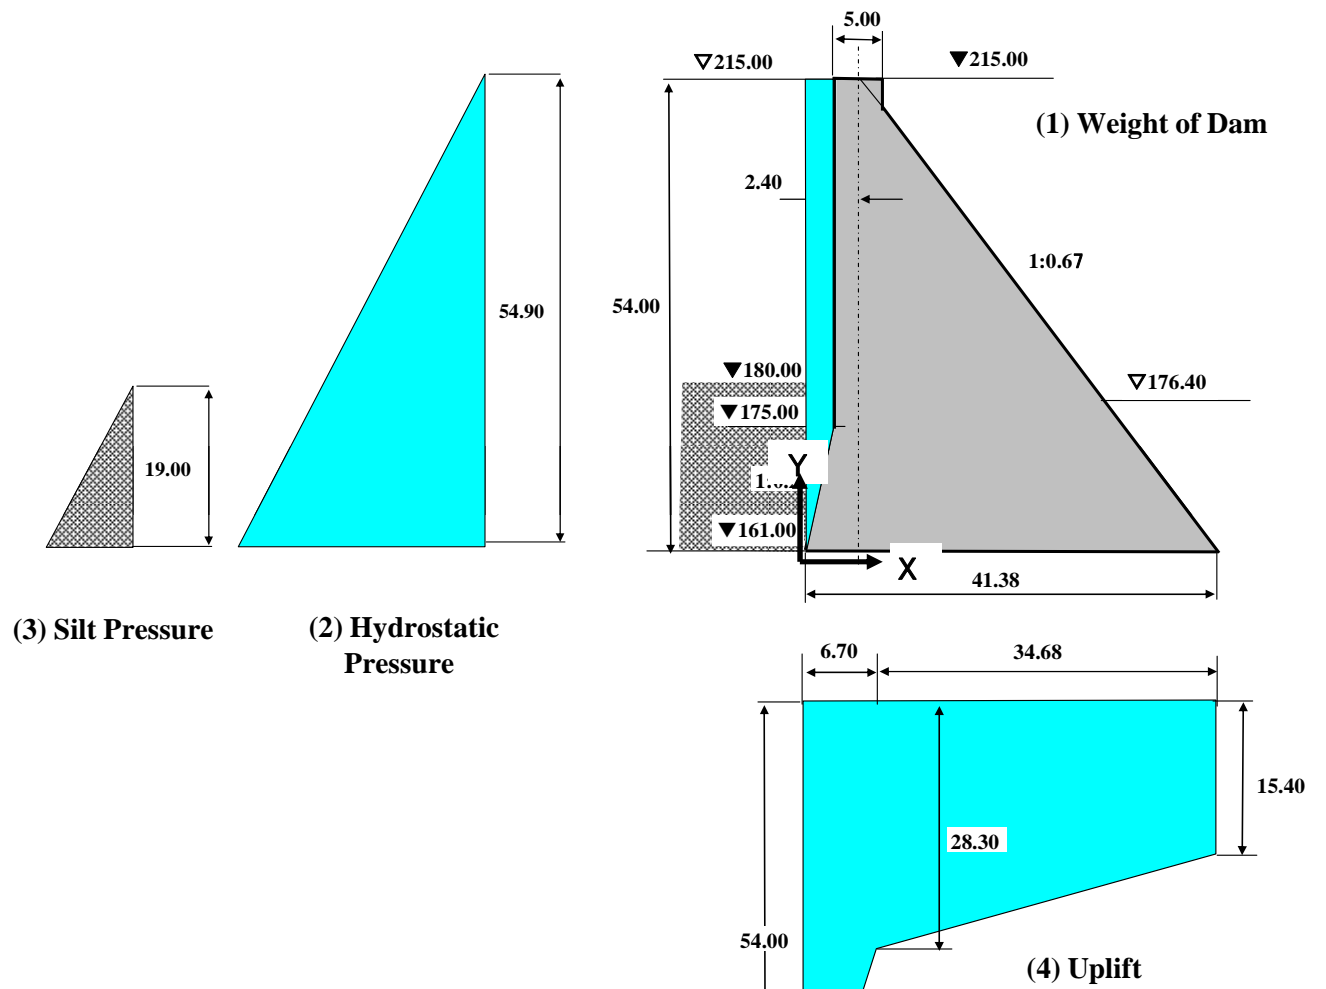 5.00
▽215.00
▼215.00
(1) Weight of Dam
2.40
1:0.67
54.90
54.00
▼180.00
▽176.40
▼175.00
19.00
Y
▼161.00
X
41.38
(3) Silt Pressure
(2) Hydrostatic
Pressure
6.70
34.68
15.40
28.30
54.00
(4) Uplift